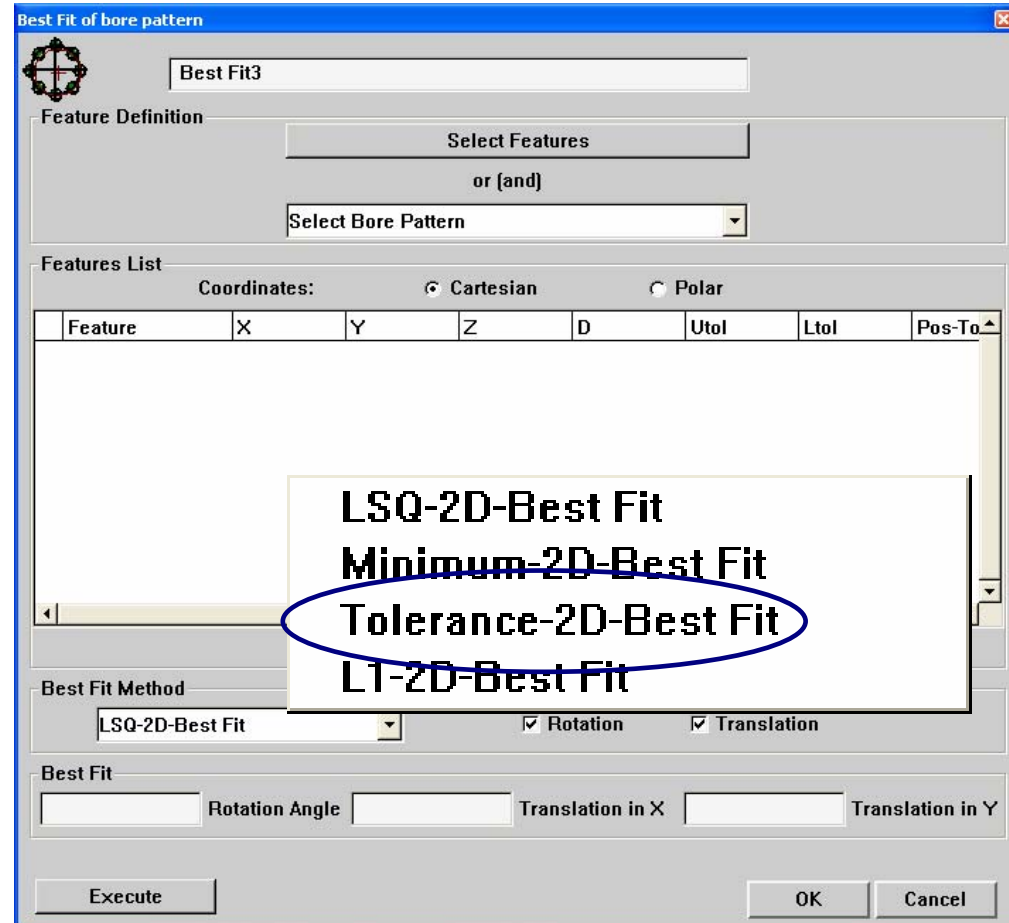 Best Fit of bore pattern
Best Fit3
Feature Definition
Select Features
or (and)
Select Bore Pattern
Features List
Coordinates: Cartesian Polar
Feature X Y Z D Utol Ltol Pos-To
LSQ-2D-Best Fit
Minimum-2D-Best Fit
Tolerance-2D-Best Fit
L1-2D-Best Fit
Best Fit Method
LSQ-2D-Best Fit Rotation Translation
Best Fit
Rotation Angle Translation in X Translation in Y
Execute OK Cancel